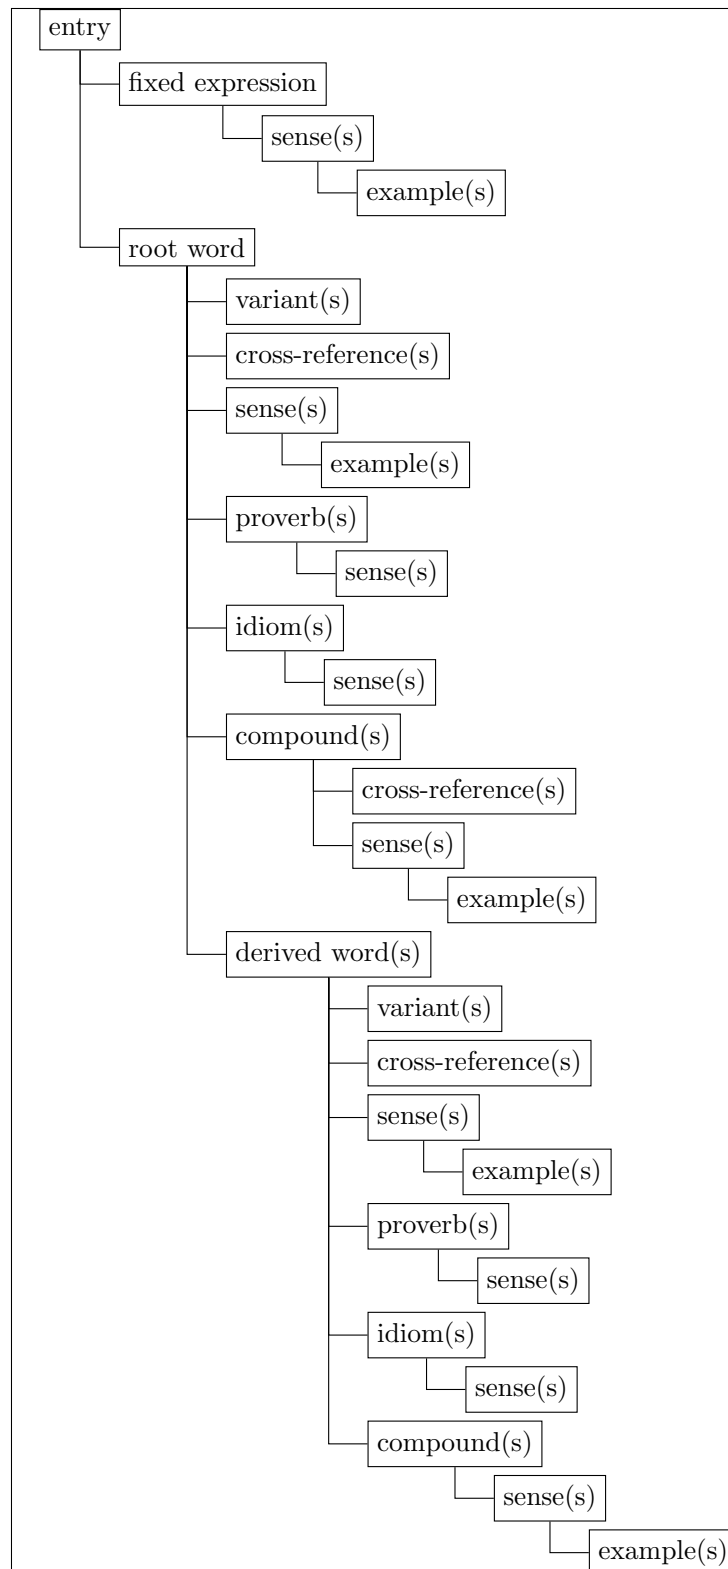 entry
fixed expression
sense(s)
example(s)
root word
variant(s)
cross-reference(s)
sense(s)
example(s)
proverb(s)
sense(s)
idiom(s)
sense(s)
compound(s)
cross-reference(s)
sense(s)
example(s)
derived word(s)
variant(s)
cross-reference(s)
sense(s)
example(s)
proverb(s)
sense(s)
idiom(s)
sense(s)
compound(s)
sense(s)
example(s)